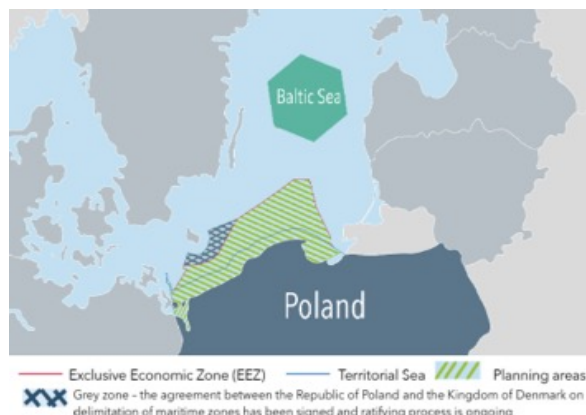 Baltic Sea
Poland
Exclusive Economic Zone (EEZ) Territorial Sea Planning areas
Grey zone – the agreement between the Republic of Poland and the Kingdom of Denmark on
delimitation of maritime zones has been signed and ratifying process is ongoing